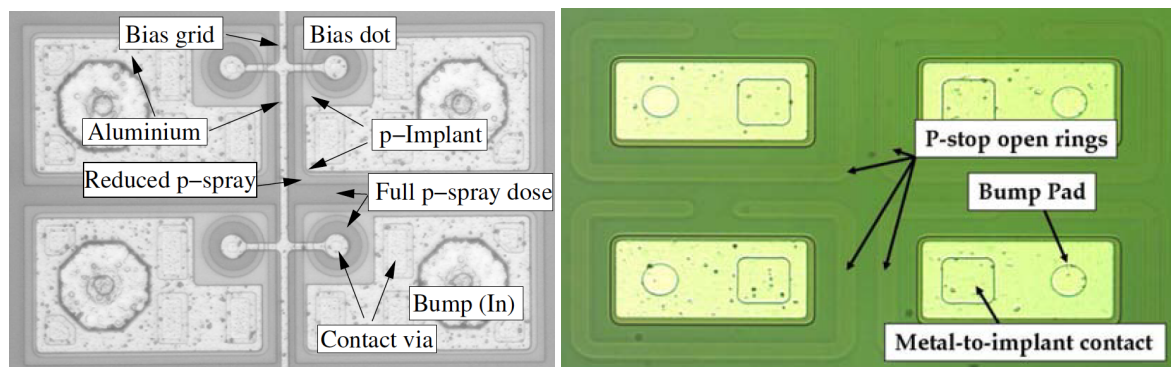 Bias grid
Bias dot
Aluminium
p−Implant
Reduced p−spray
Full p−spray dose
Bump (In)
Contact via
P-stop open rings
Bump Pad
Metal-to-implant contact